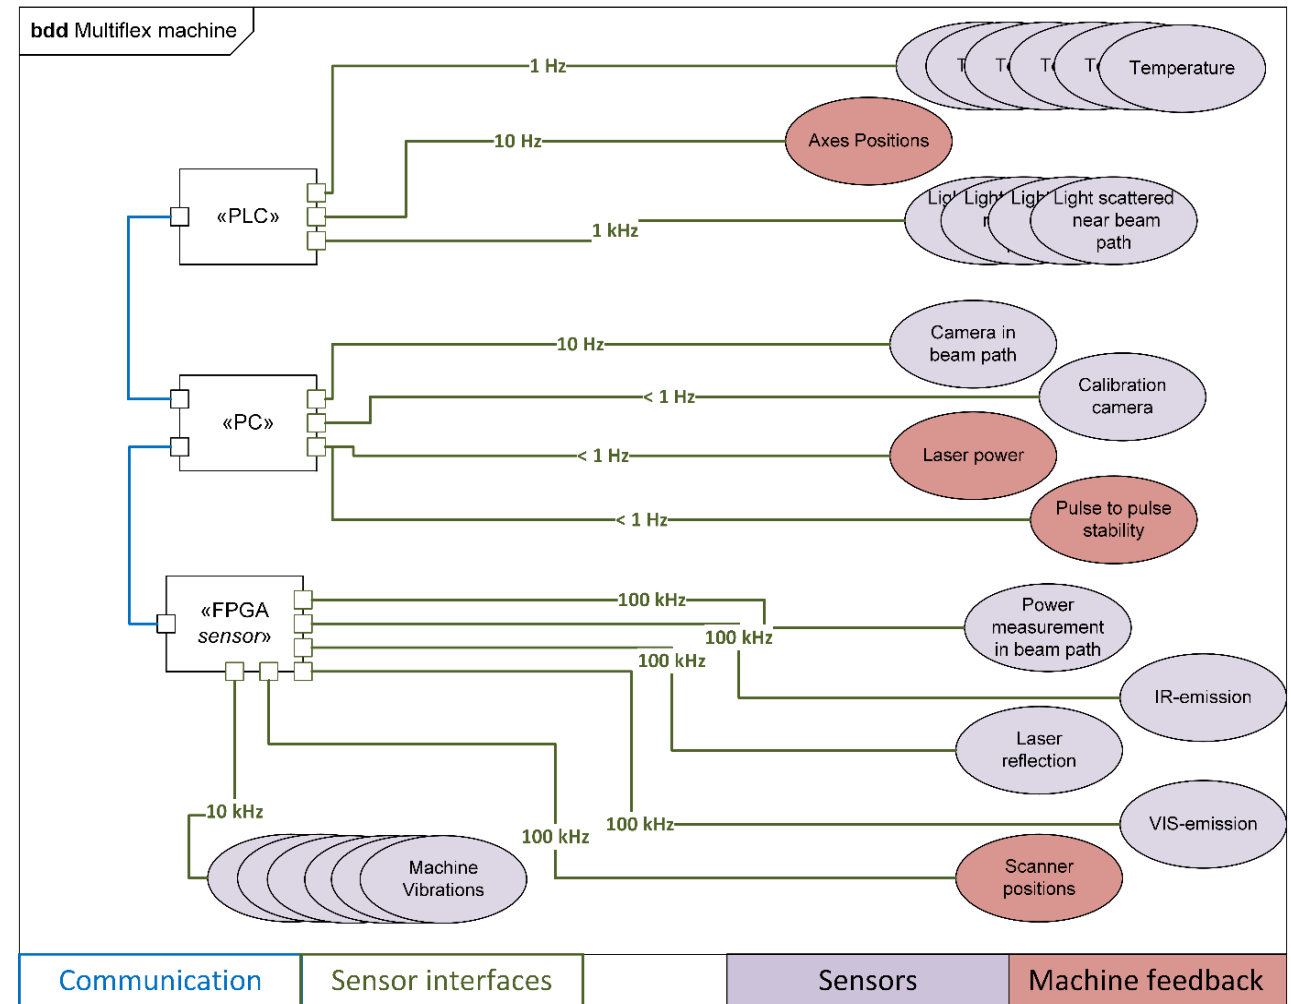 bdd Multiflex machine
1 Hz
T
T
T
T
Temperature
10 Hz
Axes Positions
«PLC»
1 kHz
Light
Light
Light scattered
near beam
path
10 Hz
Camera in
beam path
< 1 Hz
Calibration
camera
«PC»
< 1 Hz
Laser power
< 1 Hz
Pulse to pulse
stability
«FPGA
sensor»
100 kHz
Power
measurement
in beam path
100 kHz
100 kHz
IR-emission
Laser
reflection
10 kHz
100 kHz
VIS-emission
100 kHz
Machine
Vibrations
Scanner
positions
Communication
Sensor interfaces
Sensors
Machine feedback